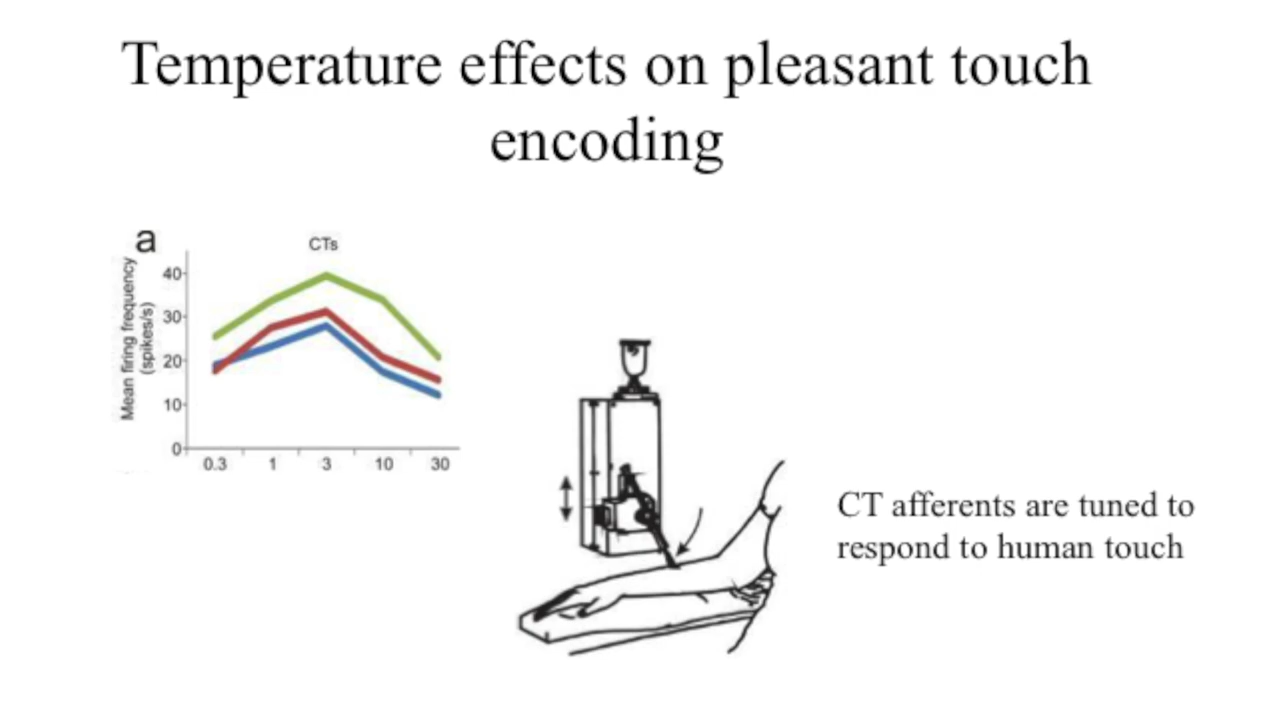 Temperature effects on pleasant touch
encoding
a
CTs
Mean firing frequency
(spikes/s)
40
30
20
10
0
0.3 1 3 10 30
CT afferents are tuned to
respond to human touch